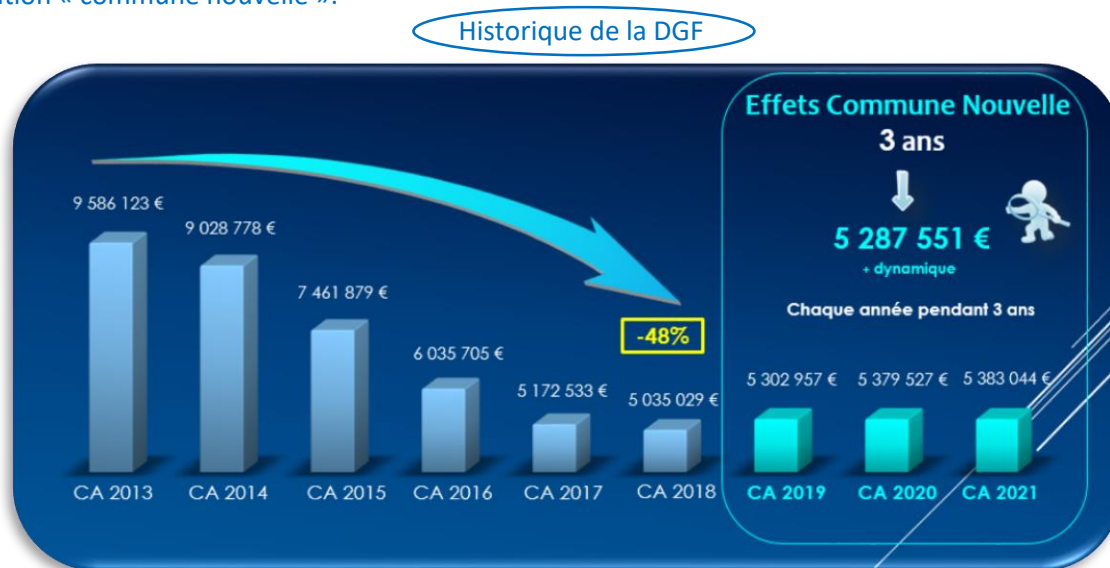 « commune nouvelle ».
Historique de la DGF
Effets Commune Nouvelle
3 ans
5 287 551 €
+ dynamique
Chaque année pendant 3 ans
9 586 123 €
9 028 778 €
7 461 879 €
6 035 705 €
5 172 533 €
5 035 029 €
-48%
5 302 957 €
5 379 527 €
5 383 044 €
CA 2013
CA 2014
CA 2015
CA 2016
CA 2017
CA 2018
CA 2019
CA 2020
CA 2021